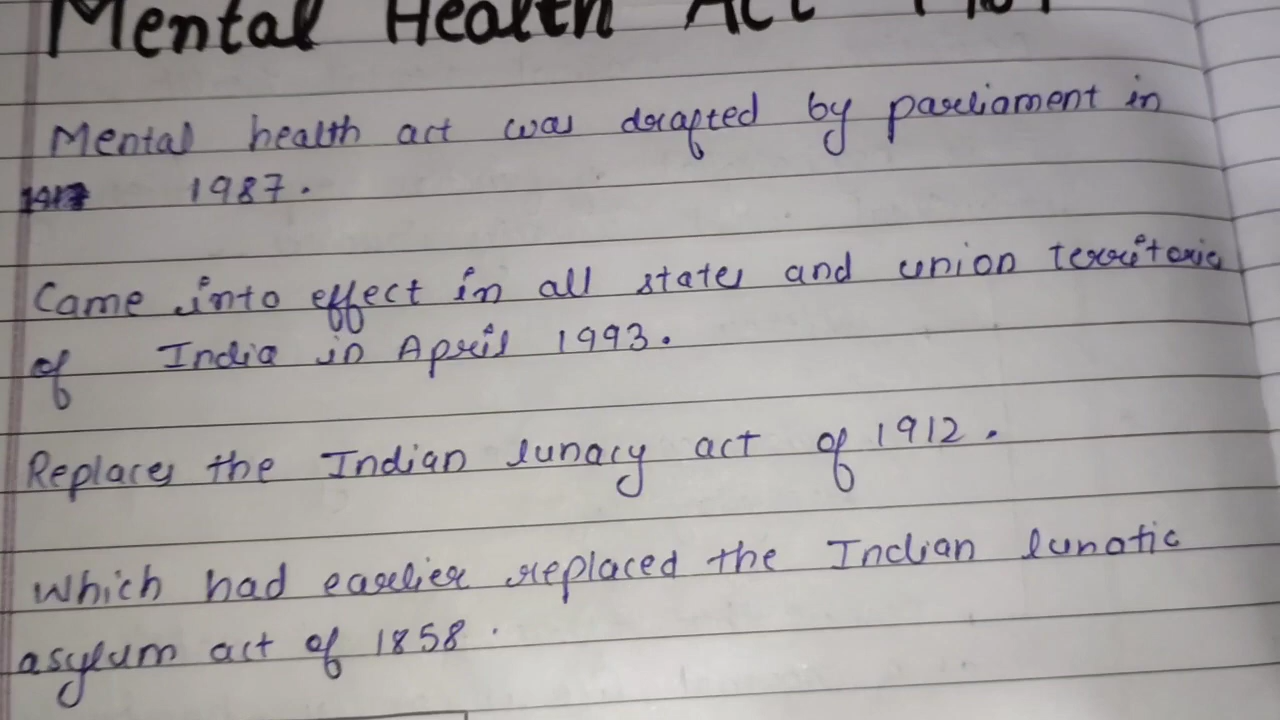 Mental Health Act 1987
Mental health act was drafted by parliament in
1987.
Came into effect in all states and union territories
of India in April 1993.
Replaces the Indian lunacy act of 1912.
which had earlier replaced the Indian lunatic
asylum act of 1858.